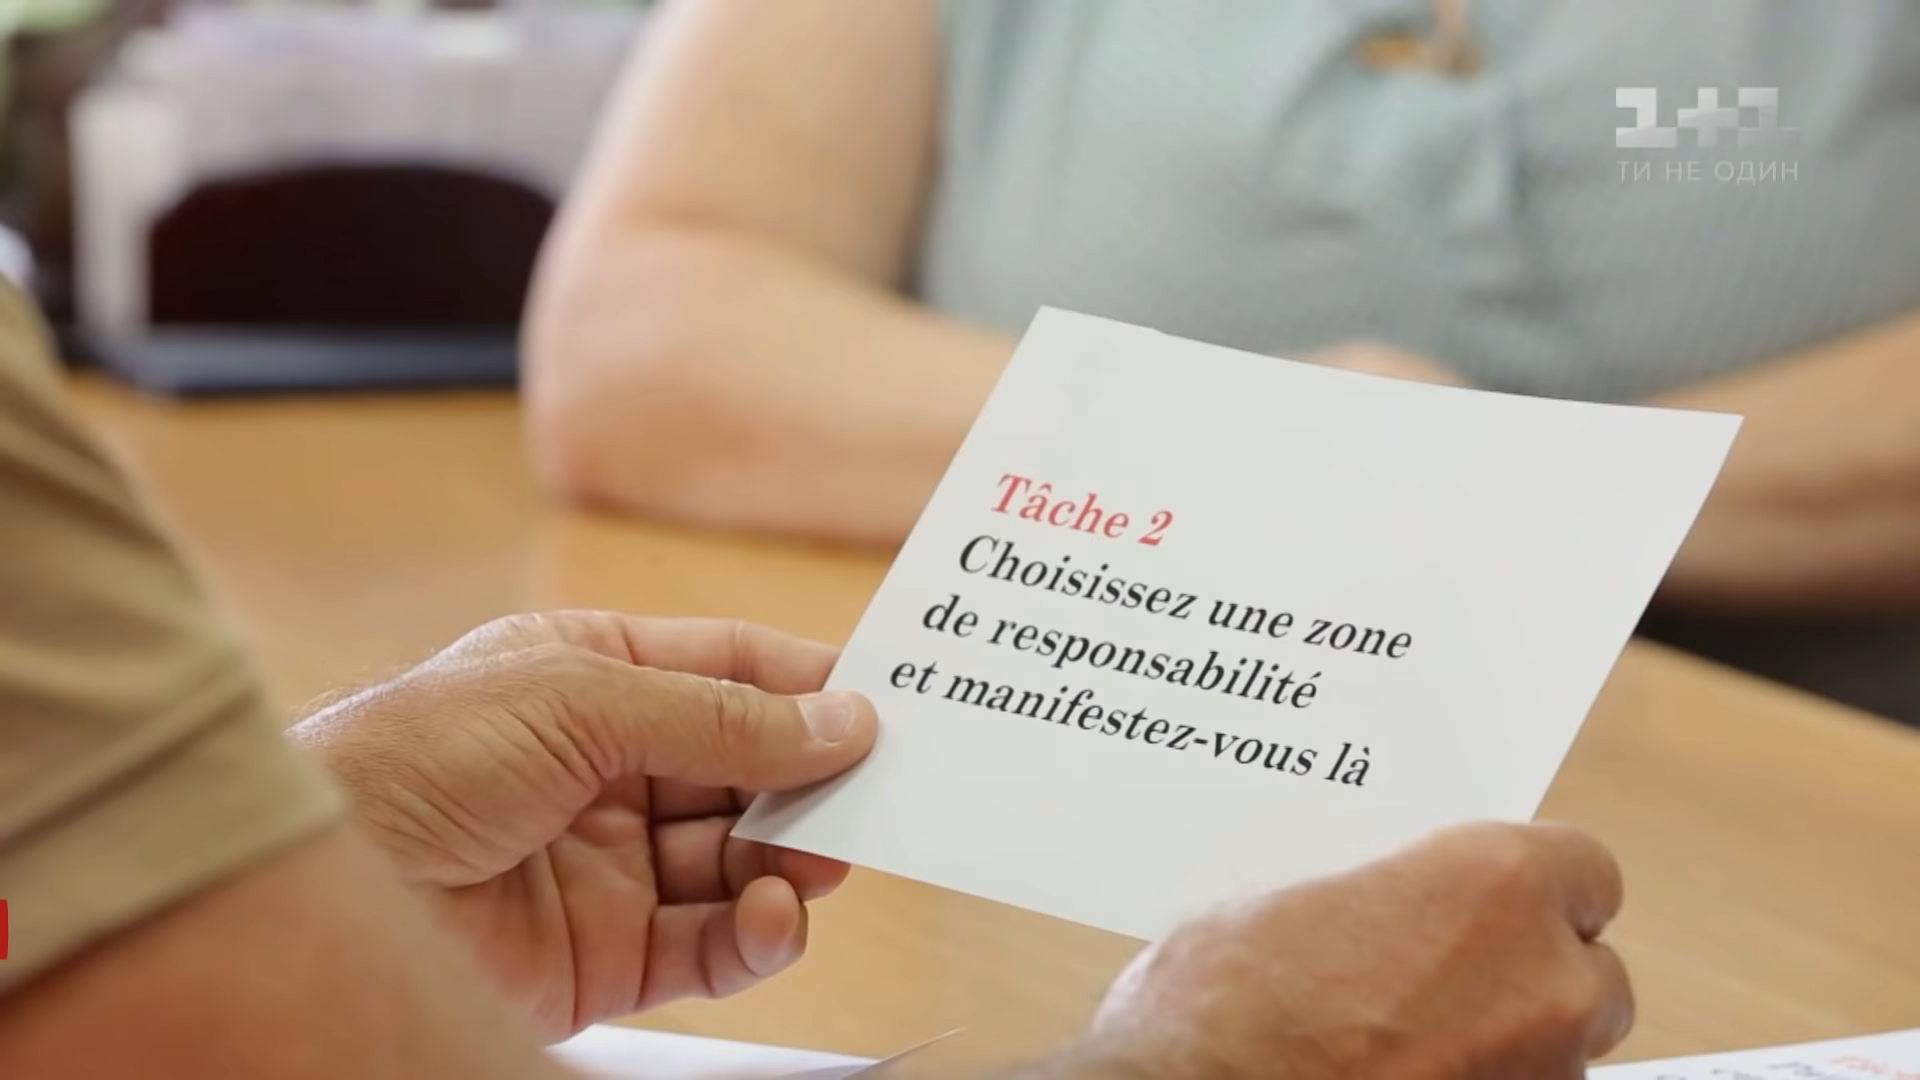 1+1
ТИ НЕ ОДИН
Tâche 2
Choisissez une zone
de responsabilité
et manifestez-vous là